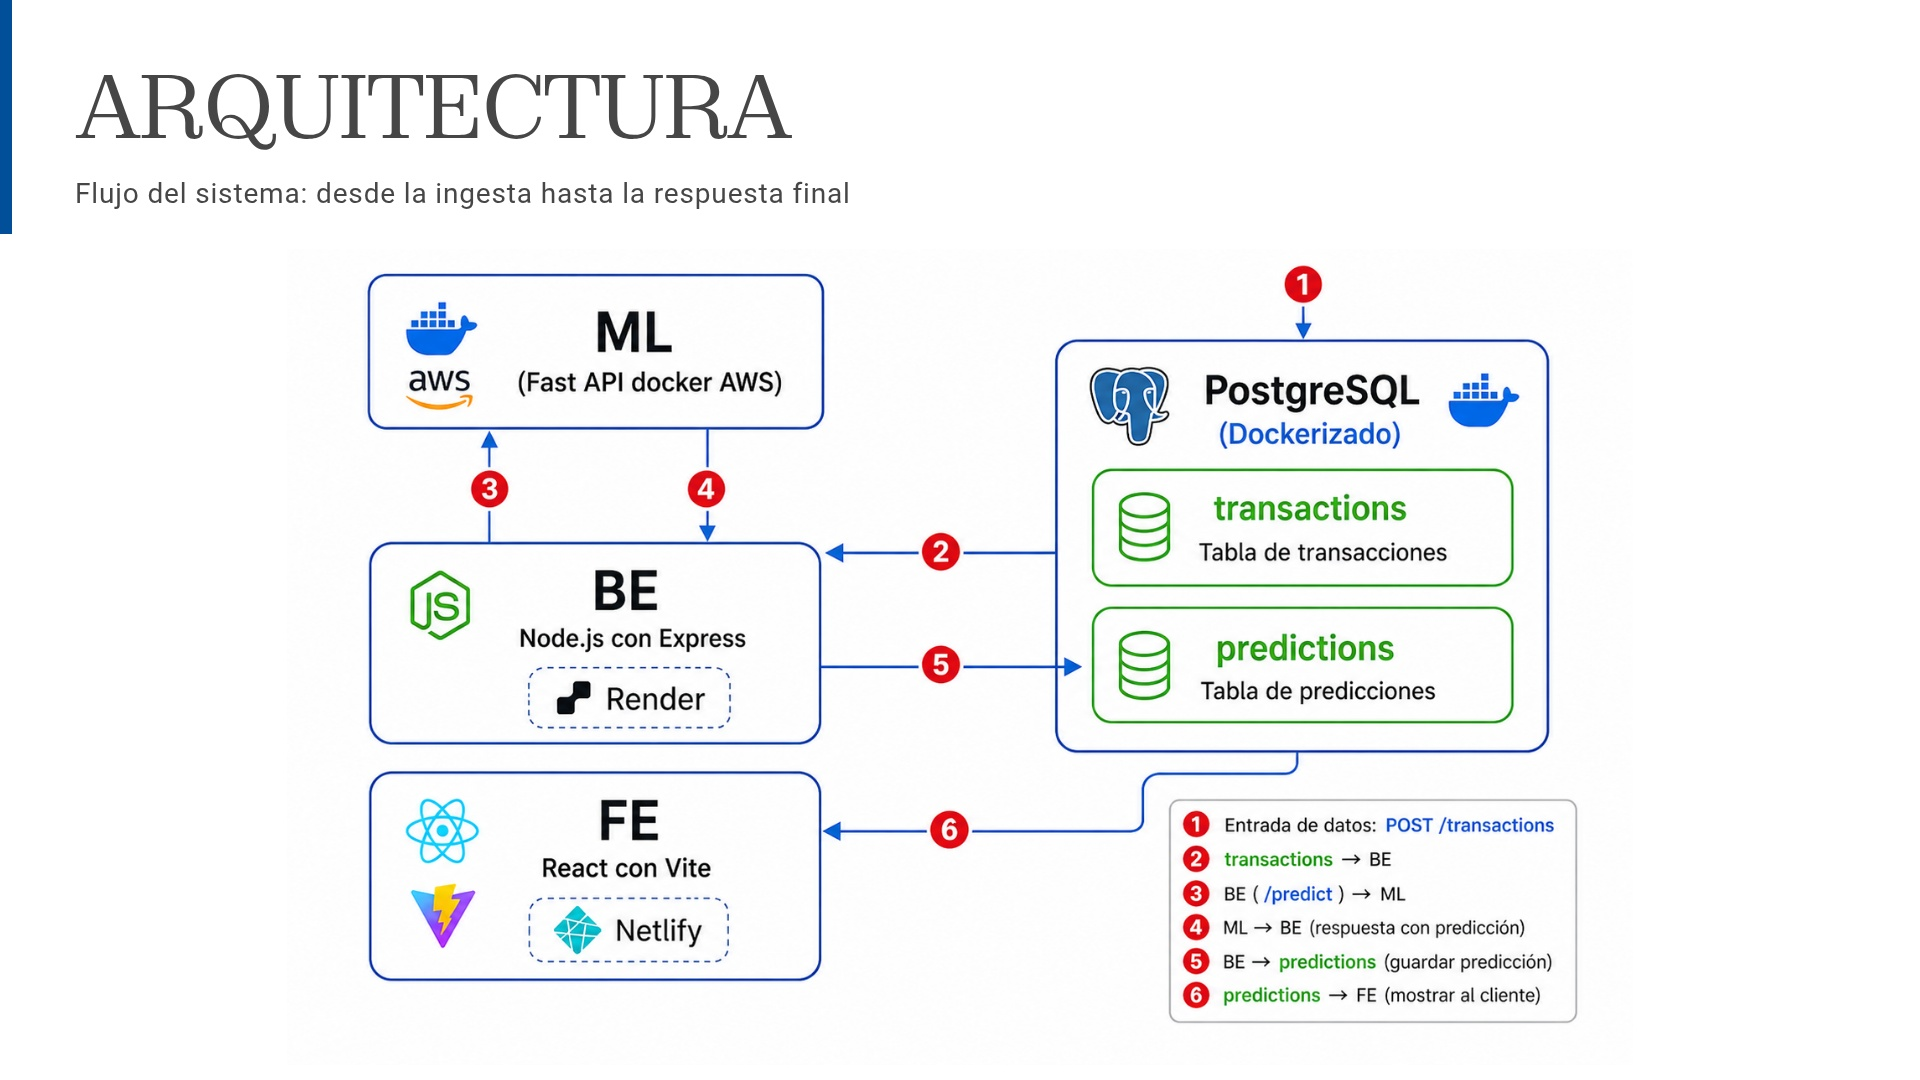 ARQUITECTURA
Flujo del sistema: desde la ingesta hasta la respuesta final
ML
aws
(Fast API docker AWS)
3
4
JS
BE
Node.js con Express
Render
FE
React con Vite
Netlify
1
PostgreSQL
(Dockerizado)
transactions
Tabla de transacciones
predictions
Tabla de predicciones
2
5
6
1 Entrada de datos: POST /transactions
2 transactions → BE
3 BE ( /predict ) → ML
4 ML → BE (respuesta con predicción)
5 BE → predictions (guardar predicción)
6 predictions → FE (mostrar al cliente)